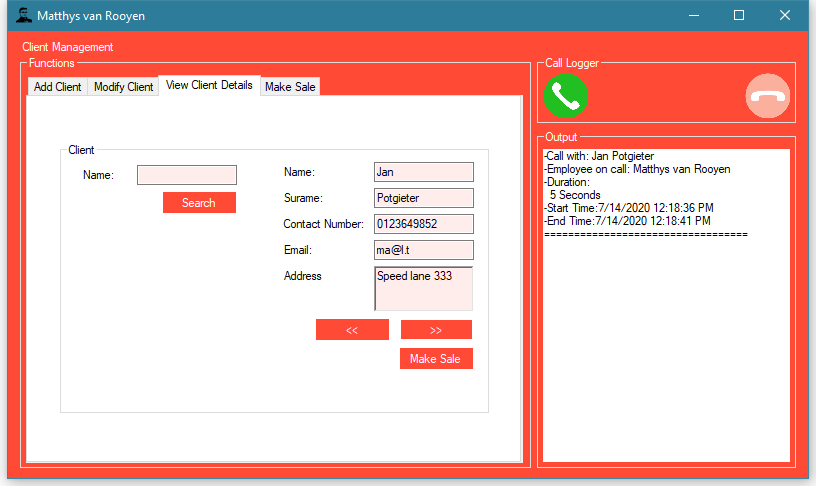 Matthys van Rooyen
Client Management
Functions
Add Client
Modify Client
View Client Details
Make Sale
Client
Name:
Search
Name:
Jan
Surame:
Potgieter
Contact Number:
0123649852
Email:
ma@l.t
Address
Speed lane 333
<<
>>
Make Sale
Call Logger
Output
-Call with: Jan Potgieter
-Employee on call: Matthys van Rooyen
-Duration:
5 Seconds
-Start Time:7/14/2020 12:18:36 PM
-End Time:7/14/2020 12:18:41 PM
==================================